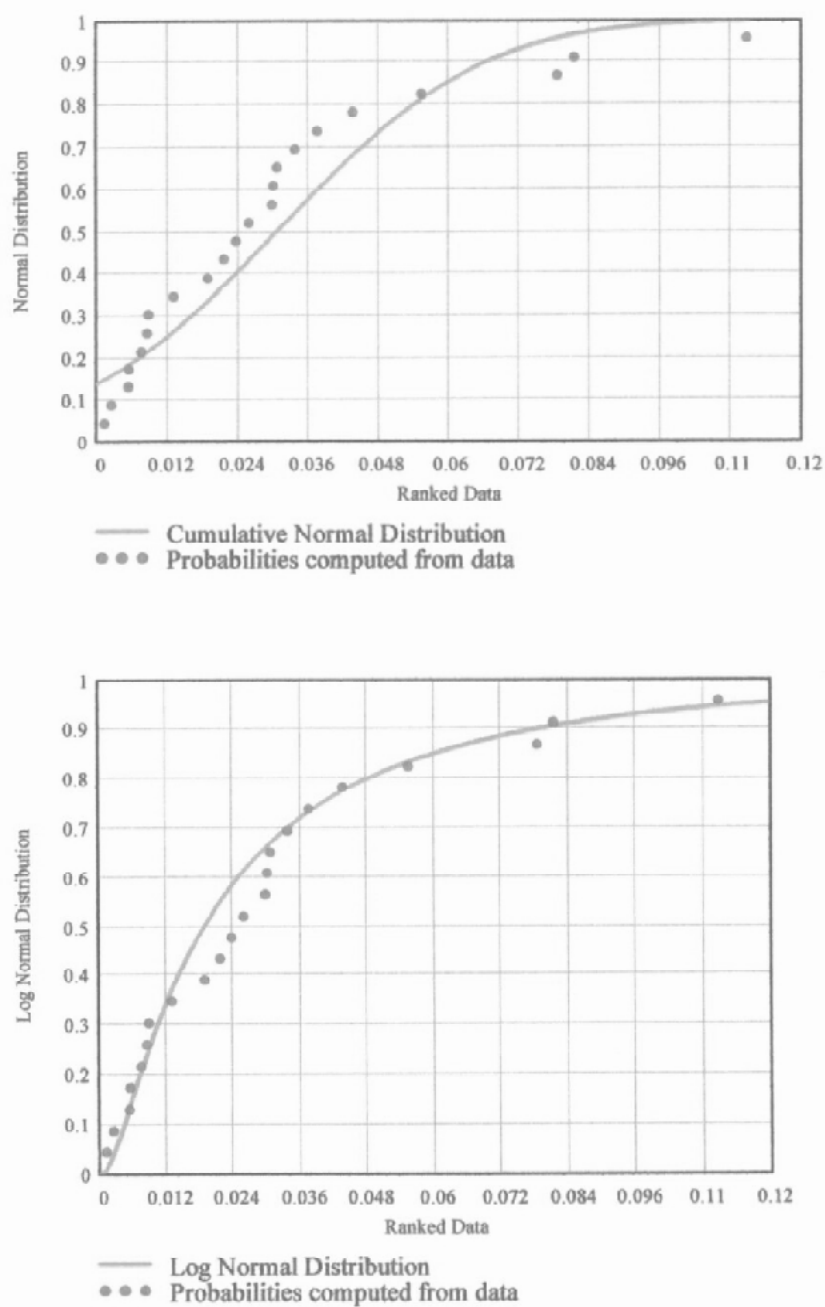 1
0.9
0.8
0.7
0.6
0.5
0.4
0.3
0.2
0.1
0
Normal Distribution
0 0.012 0.024 0.036 0.048 0.06 0.072 0.084 0.096 0.11 0.12
Ranked Data
Cumulative Normal Distribution
Probabilities computed from data
1
0.9
0.8
0.7
0.6
0.5
0.4
0.3
0.2
0.1
0
Log Normal Distribution
0 0.012 0.024 0.036 0.048 0.06 0.072 0.084 0.096 0.11 0.12
Ranked Data
Log Normal Distribution
Probabilities computed from data